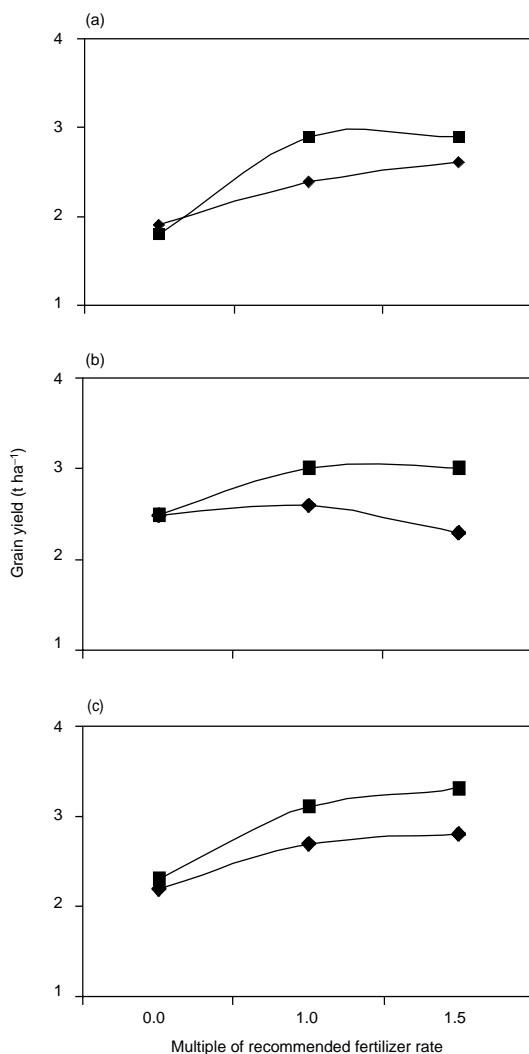 (a)
4
3
2
1
(b)
4
3
2
1
Grain yield (t ha⁻¹)
(c)
4
3
2
1
0.0 1.0 1.5
Multiple of recommended fertilizer rate